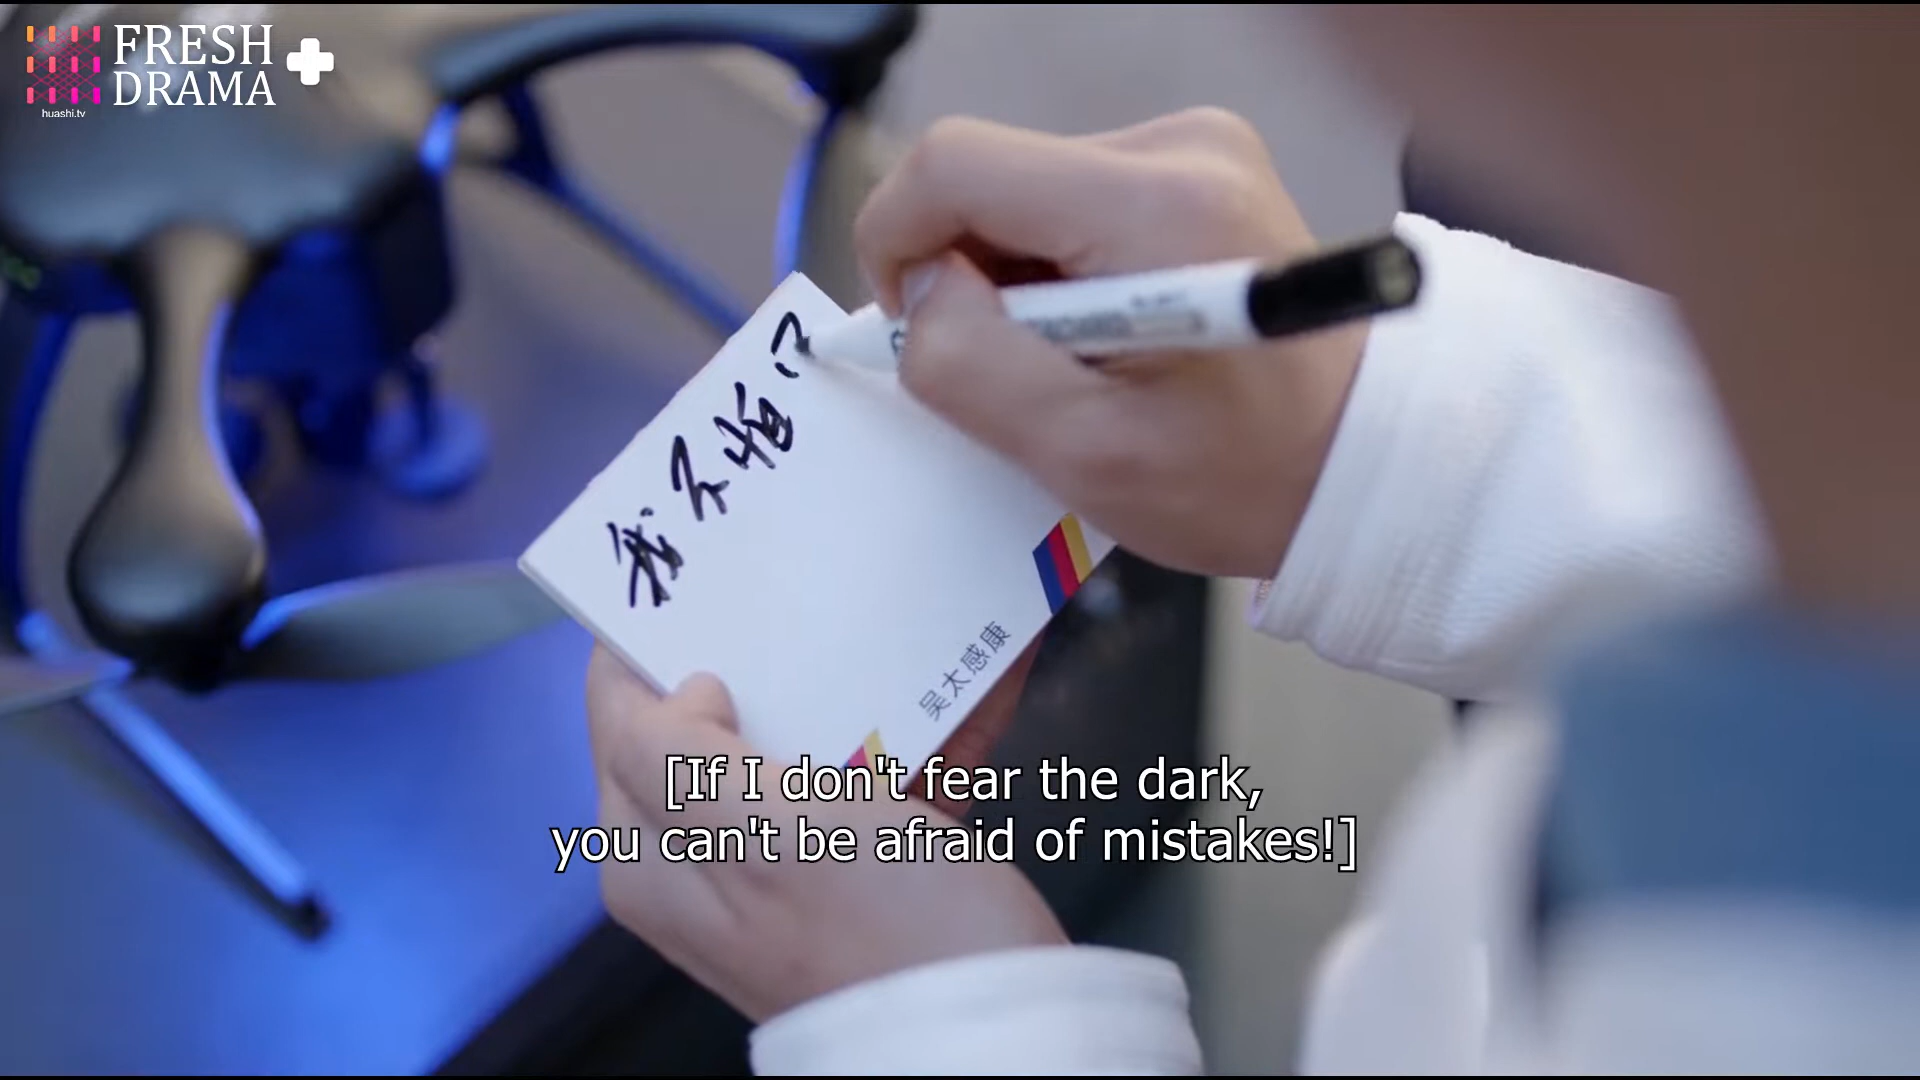 FRESH
DRAMA
huashi.tv
我不怕
吴太感康
[If I don't fear the dark,
you can't be afraid of mistakes!]